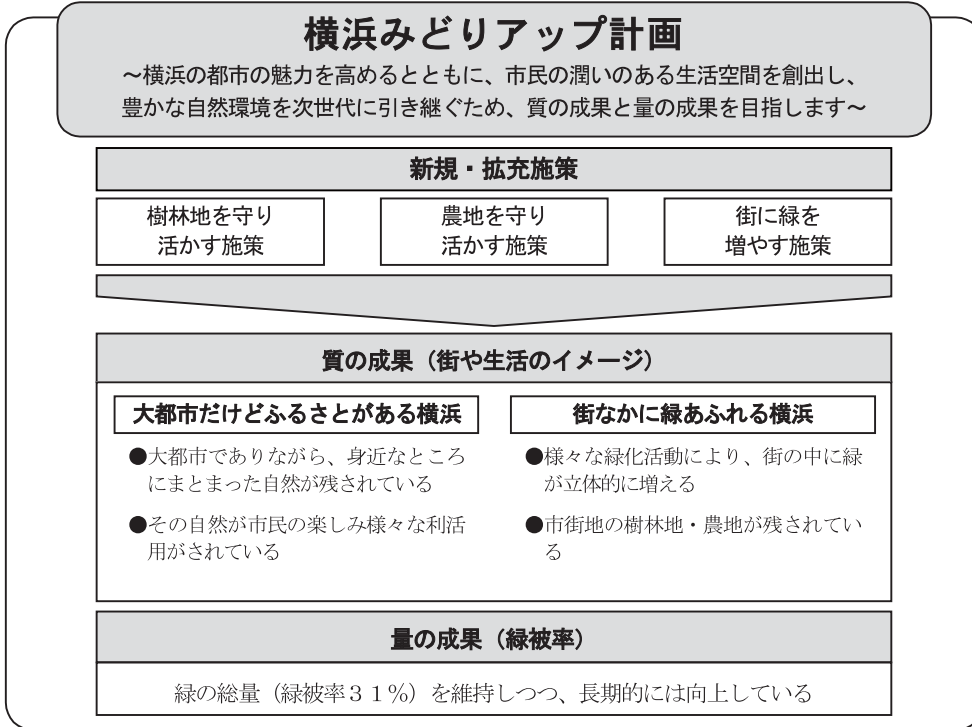 横浜みどりアップ計画
～横浜の都市の魅力を高めるとともに、市民の潤いのある生活空間を創出し、
豊かな自然環境を次世代に引き継ぐため、質の成果と量の成果を目指します～
新規・拡充施策
樹林地を守り
活かす施策
農地を守り
活かす施策
街に緑を
増やす施策
質の成果（街や生活のイメージ）
大都市だけどふるさとがある横浜
●大都市でありながら、身近なところ
にまとまった自然が残されている
●その自然が市民の楽しみ様々な利活
用がされている
街なかに緑あふれる横浜
●様々な緑化活動により、街の中に緑
が立体的に増える
●市街地の樹林地・農地が残されてい
る
量の成果（緑被率）
緑の総量（緑被率３１％）を維持しつつ、長期的には向上している